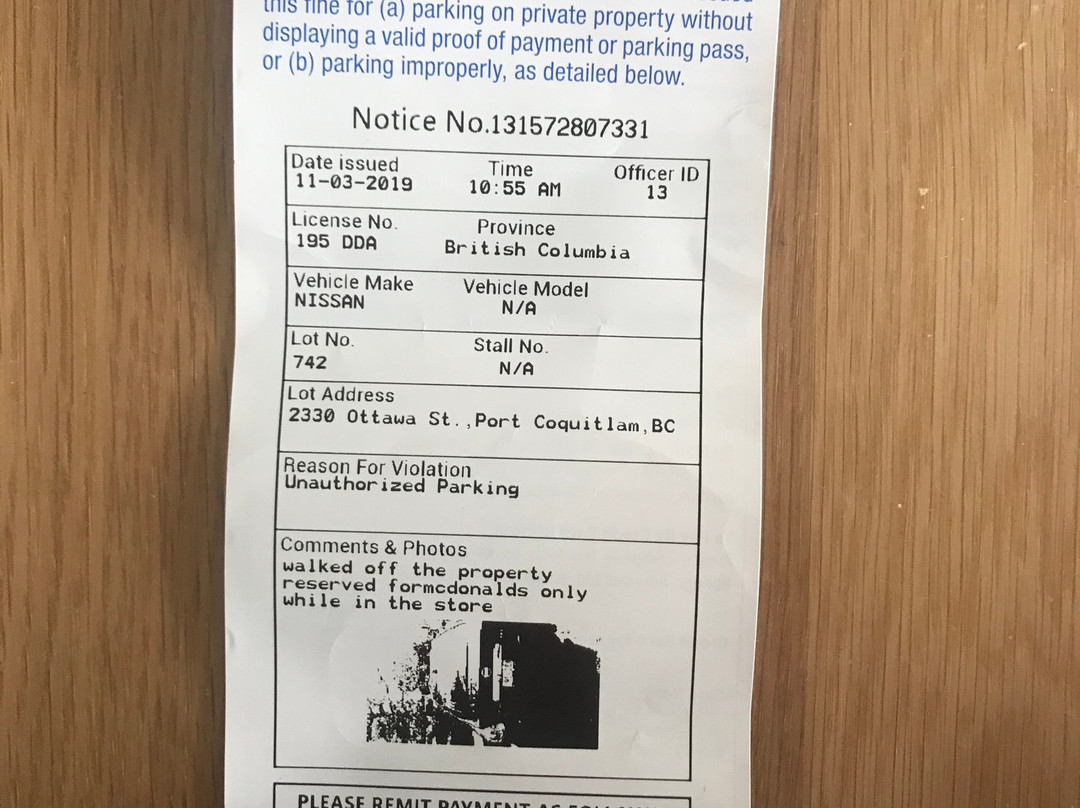 this fine for (a) parking on private property without
displaying a valid proof of payment or parking pass,
or (b) parking improperly, as detailed below.
Notice No.131572807331
Date issued Time Officer ID
11-03-2019 10:55 AM 13
License No. Province
195 DDA British Columbia
Vehicle Make Vehicle Model
NISSAN N/A
Lot No. Stall No.
742 N/A
Lot Address
2330 Ottawa St.,Port Coquitlam,BC
Reason For Violation
Unauthorized Parking
Comments & Photos
walked off the property
reserved formcdonalds only
while in the store
PLEASE REMIT PAYMENT AS